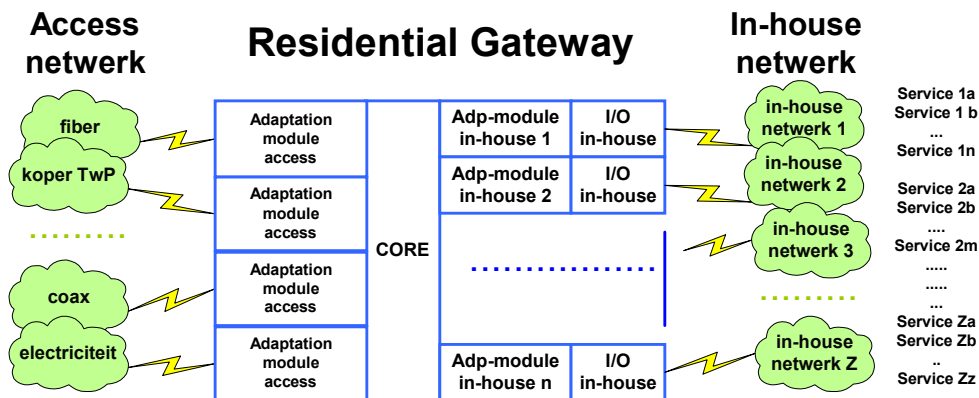 Access
netwerk
Residential Gateway
In-house
netwerk
fiber
koper TwP
coax
electriciteit
Adaptation
module
access
Adaptation
module
access
Adaptation
module
access
Adaptation
module
access
CORE
Adp-module
in-house 1
I/O
in-house
Adp-module
in-house 2
I/O
in-house
Adp-module
in-house n
I/O
in-house
in-house
netwerk 1
in-house
netwerk 2
in-house
netwerk 3
in-house
netwerk Z
Service 1a
Service 1 b
...
Service 1n
Service 2a
Service 2b
....
Service 2m
.....
.....
...
Service Za
Service Zb
..
Service Zz